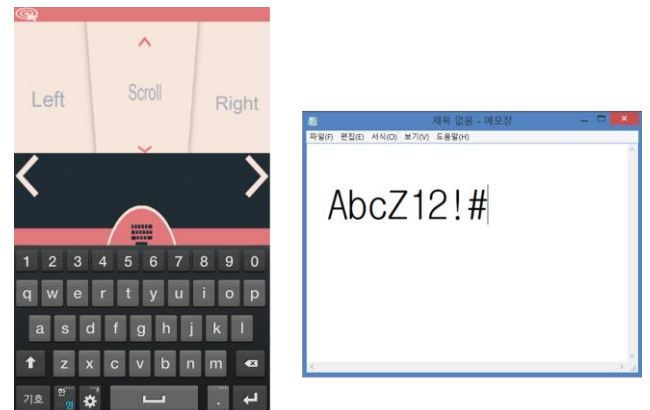 Left
Scroll
Right
1 2 3 4 5 6 7 8 9 0
q w e r t y u i o p
a s d f g h j k l
z x c v b n m
기호 한영 .
제목 없음 - 메모장
파일(F) 편집(E) 서식(O) 보기(V) 도움말(H)
AbcZ12!#